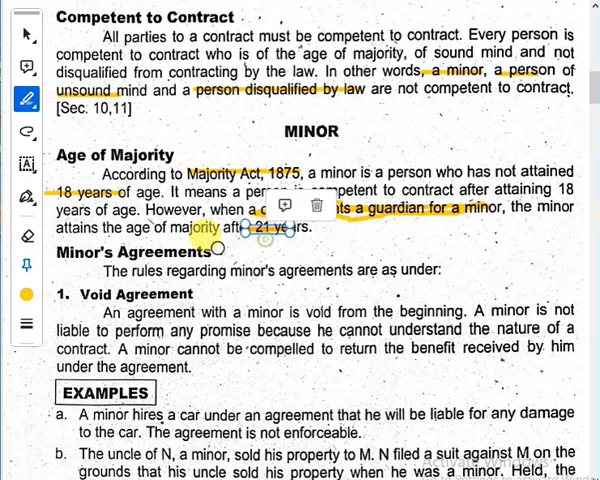 Competent to Contract
All parties to a contract must be competent to contract. Every person is
competent to contract who is of the age of majority, of sound mind and not
disqualified from contracting by the law. In other words, a minor, a person of
unsound mind and a person disqualified by law are not competent to contract.
[Sec. 10,11]
MINOR
Age of Majority
According to Majority Act, 1875, a minor is a person who has not attained
18 years of age. It means a competent to contract after attaining 18
years of age. However, when a a guardian for a minor, the minor
attains the age of majority after 21 years.
Minor's Agreements
The rules regarding minor's agreements are as under:
1. Void Agreement
An agreement with a minor is void from the beginning. A minor is not
liable to perform any promise because he cannot understand the nature of a
contract. A minor cannot be compelled to return the benefit received by him
under the agreement.
EXAMPLES
a. A minor hires a car under an agreement that he will be liable for any damage
to the car. The agreement is not enforceable.
b. The uncle of N, a minor, sold his property to M. N filed a suit against M on the
grounds that his uncle sold his property when he was a minor. Held, the
Activate Windows